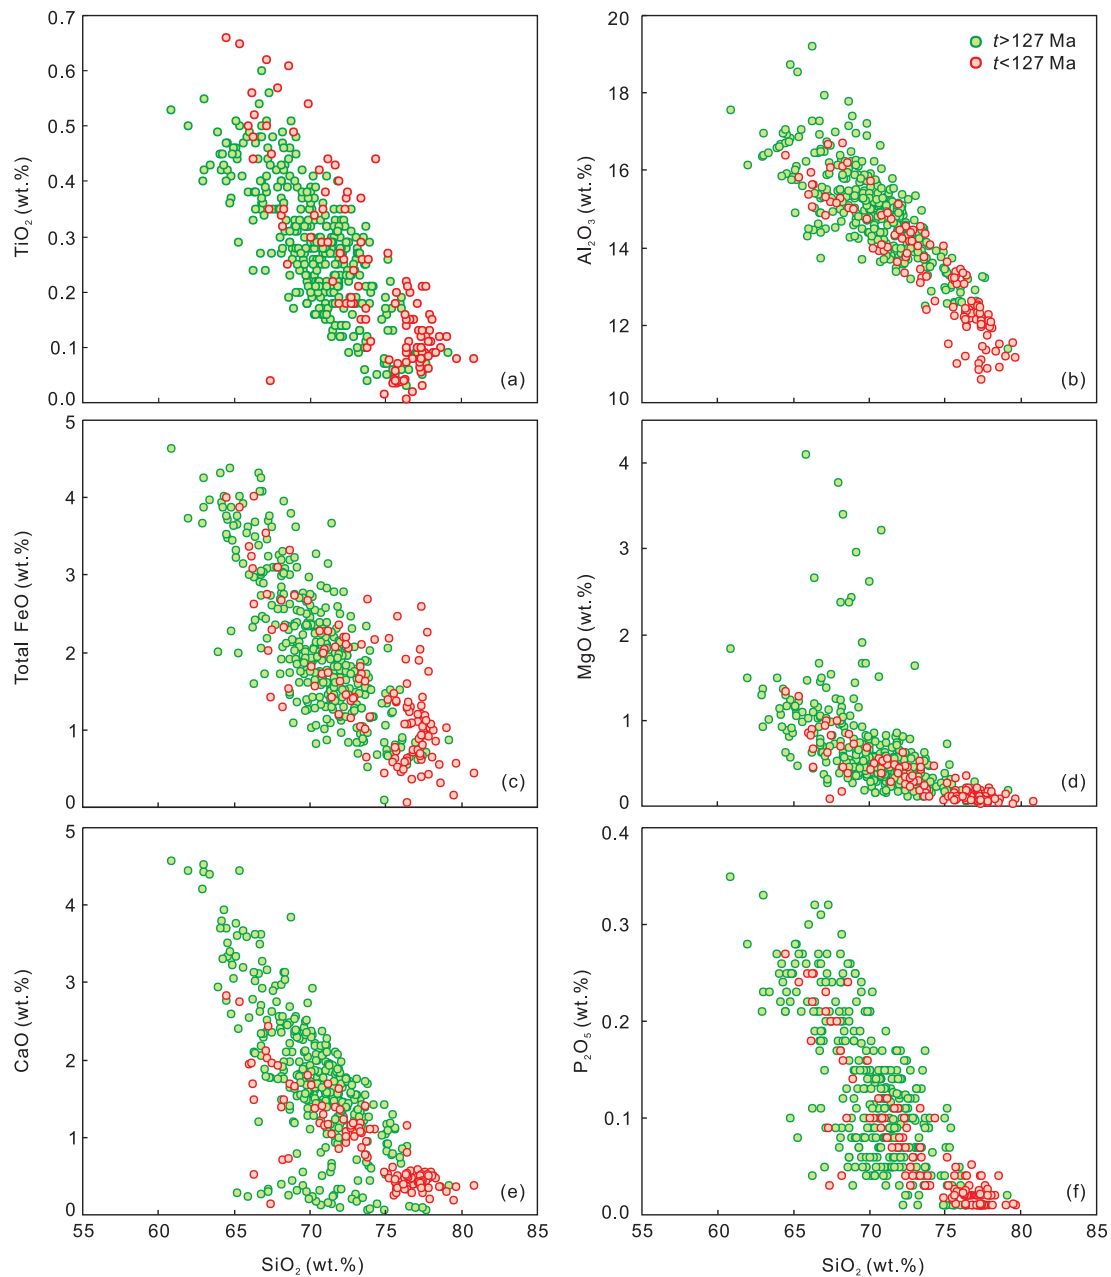 0.7
0.6
0.5
0.4
0.3
0.2
0.1
0.0
TiO₂ (wt.%)
(a)
20
18
16
14
12
10
Al₂O₃ (wt.%)
t>127 Ma
t<127 Ma
(b)
5
4
3
2
1
0
Total FeO (wt.%)
(c)
4
3
2
1
0
MgO (wt.%)
(d)
5
4
3
2
1
0
CaO (wt.%)
(e)
55 60 65 70 75 80 85
SiO₂ (wt.%)
0.4
0.3
0.2
0.1
0.0
P₂O₅ (wt.%)
(f)
55 60 65 70 75 80 85
SiO₂ (wt.%)